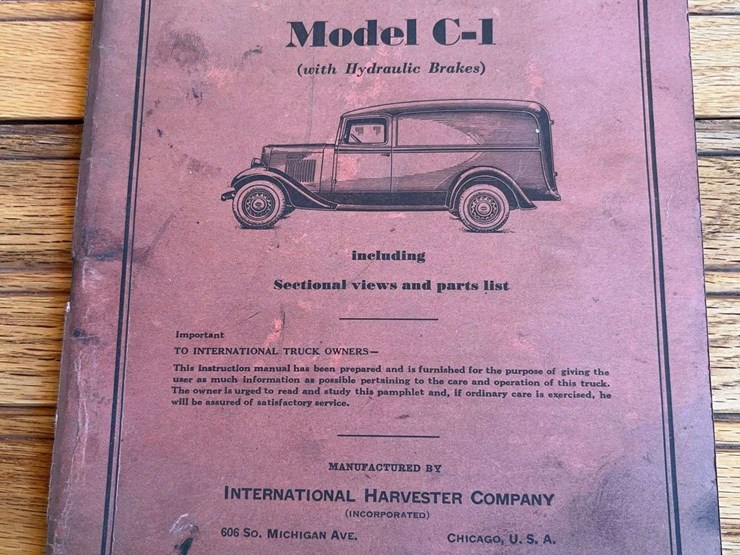 Model C-1
(with Hydraulic Brakes)
including
Sectional views and parts list
Important
TO INTERNATIONAL TRUCK OWNERS—
This instruction manual has been prepared and is furnished for the purpose of giving the
user as much information as possible pertaining to the care and operation of this truck.
The owner is urged to read and study this pamphlet and, if ordinary care is exercised, he
will be assured of satisfactory service.
MANUFACTURED BY
INTERNATIONAL HARVESTER COMPANY
(INCORPORATED)
606 SO. MICHIGAN AVE.
CHICAGO, U. S. A.